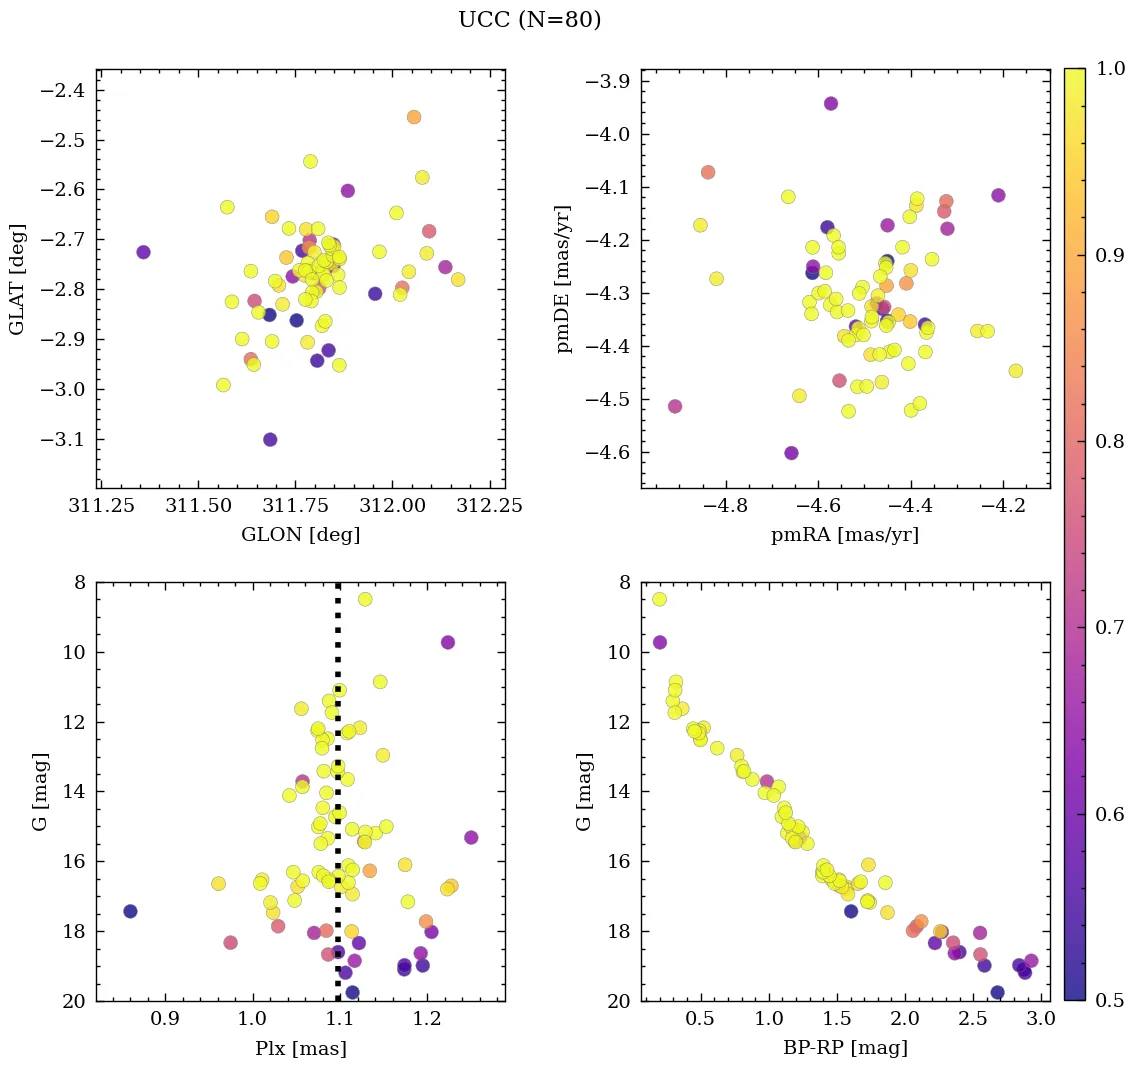 UCC (N=80)
−2.4
−2.5
−2.6
−2.7
−2.8
−2.9
−3.0
−3.1
GLAT [deg]
311.25 311.50 311.75 312.00 312.25
GLON [deg]
−3.9
−4.0
−4.1
−4.2
−4.3
−4.4
−4.5
−4.6
pmDE [mas/yr]
−4.8 −4.6 −4.4 −4.2
pmRA [mas/yr]
8
10
12
14
16
18
20
G [mag]
0.9 1.0 1.1 1.2
Plx [mas]
8
10
12
14
16
18
20
G [mag]
0.5 1.0 1.5 2.0 2.5 3.0
BP-RP [mag]
1.0
0.9
0.8
0.7
0.6
0.5